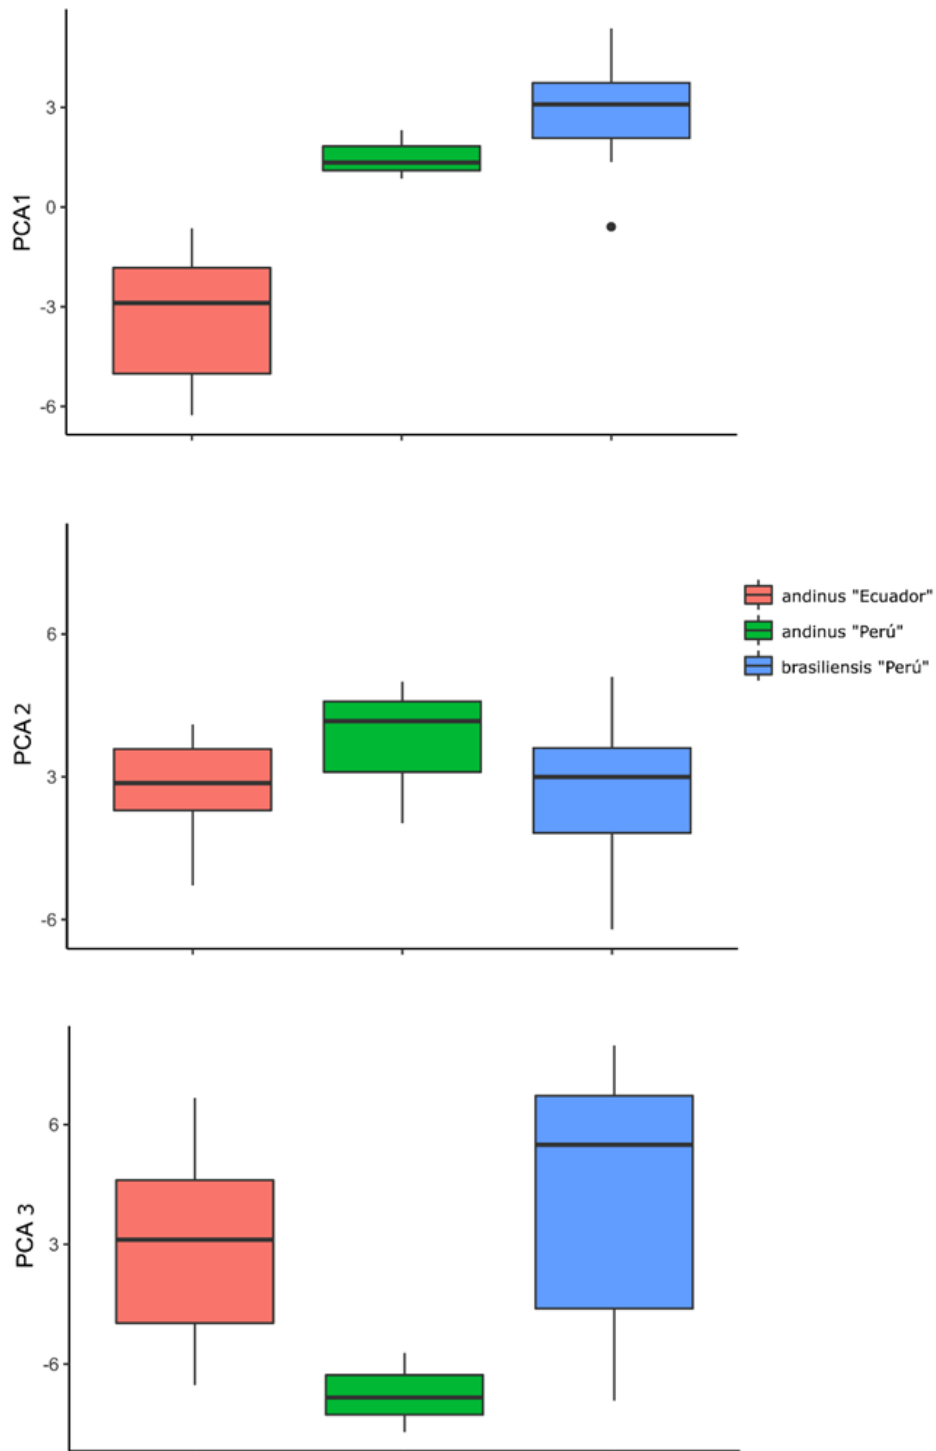 PCA1
3
0
-3
-6
PCA 2
6
3
-6
andinus "Ecuador"
andinus "Perú"
brasiliensis "Perú"
PCA 3
6
3
-6